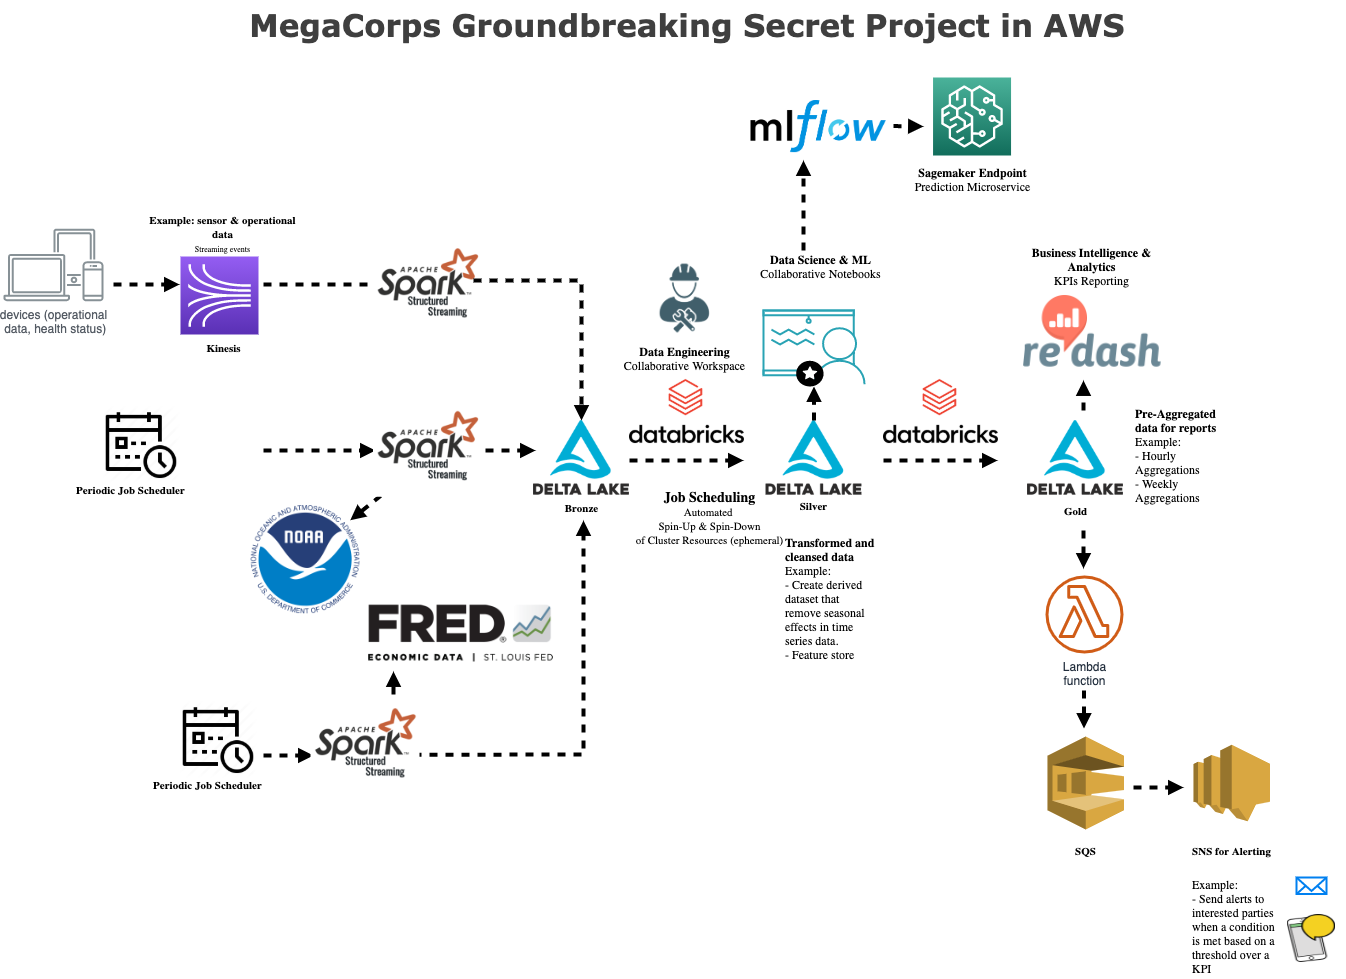 MegaCorps Groundbreaking Secret Project in AWS
mlflow
Sagemaker Endpoint
Prediction Microservice
Example: sensor & operational
data
Streaming events
devices (operational
data, health status)
Kinesis
APACHE
Spark™
Structured
Streaming
Data Science & ML
Collaborative Notebooks
Business Intelligence &
Analytics
KPIs Reporting
re:dash
Data Engineering
Collaborative Workspace
databricks
databricks
Periodic Job Scheduler
APACHE
Spark™
Structured
Streaming
DELTA LAKE
Bronze
Job Scheduling
Automated
Spin-Up & Spin-Down
of Cluster Resources (ephemeral)
DELTA LAKE
Silver
Transformed and
cleansed data
Example:
- Create derived
dataset that
remove seasonal
effects in time
series data.
- Feature store
DELTA LAKE
Gold
Pre-Aggregated
data for reports
Example:
- Hourly
Aggregations
- Weekly
Aggregations
NATIONAL OCEANIC AND ATMOSPHERIC ADMINISTRATION
NOAA
U.S. DEPARTMENT OF COMMERCE
FRED®
ECONOMIC DATA | ST. LOUIS FED
Periodic Job Scheduler
APACHE
Spark™
Structured
Streaming
Lambda
function
SQS
SNS for Alerting
Example:
- Send alerts to
interested parties
when a condition
is met based on a
threshold over a
KPI